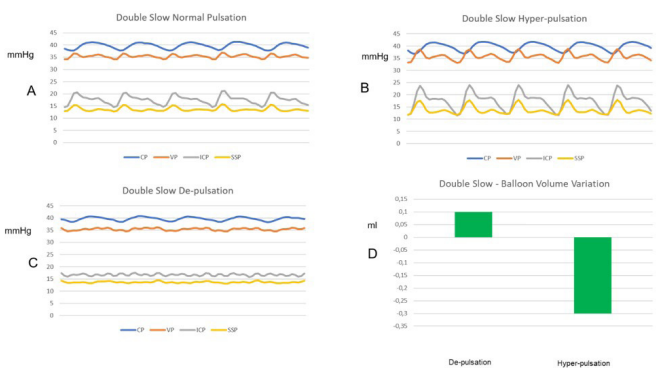 Double Slow Normal Pulsation
45
40
35
30
25
20
15
10
5
0
mmHg
A
CP VP ICP SSP
Double Slow Hyper-pulsation
45
40
35
30
25
20
15
10
5
0
mmHg
B
CP VP ICP SSP
Double Slow De-pulsation
45
40
35
30
25
20
15
10
5
0
mmHg
C
CP VP ICP SSP
Double Slow - Balloon Volume Variation
0,15
0,1
0,05
0
-0,05
-0,1
-0,15
-0,2
-0,25
-0,3
-0,35
ml
D
De-pulsation Hyper-pulsation